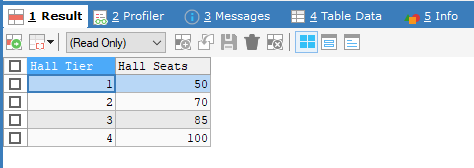 1 Result 2 Profiler 3 Messages 4 Table Data 5 Info
(Read Only)
Hall Tier Hall Seats
1 50
2 70
3 85
4 100